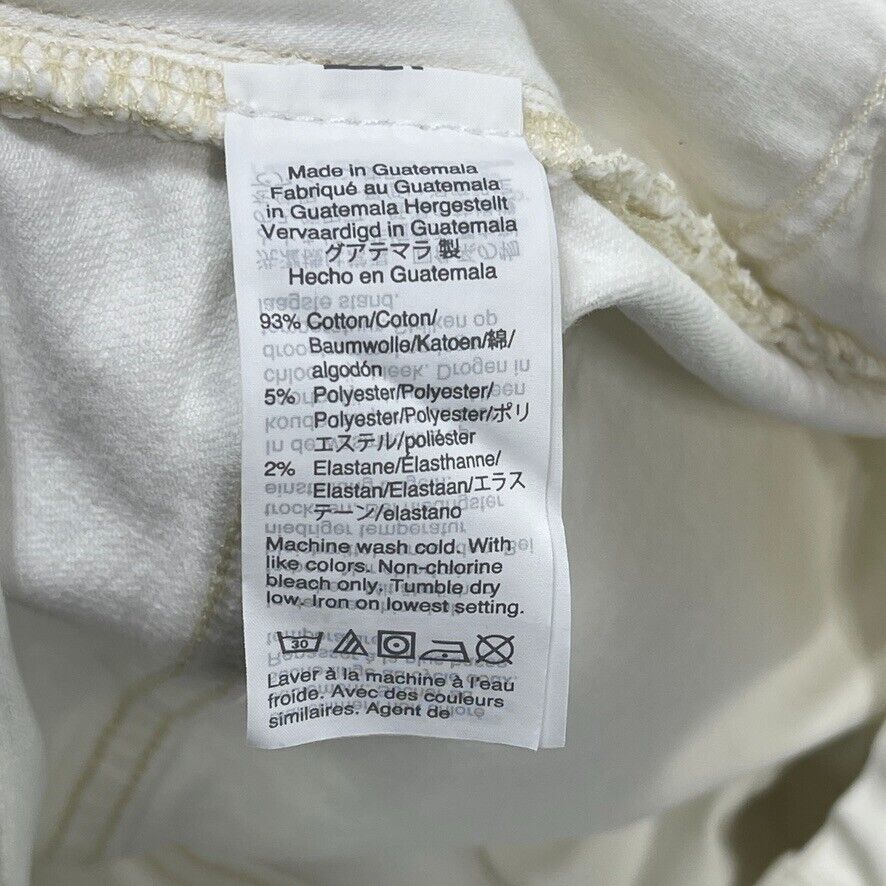 Made in Guatemala
Fabriqué au Guatemala
in Guatemala Hergestellt
Vervaardigd in Guatemala
グアテマラ 製
Hecho en Guatemala
93% Cotton/Coton/
Baumwolle/Katoen/綿/
algodón
5% Polyester/Polyester/
Polyester/Polyester/ポリ
エステル/poliéster
2% Elastane/Élasthanne/
Elastan/Elastaan/エラス
テーン/elastano
Machine wash cold. With
like colors. Non-chlorine
bleach only. Tumble dry
low. Iron on lowest setting.
30
Laver à la machine à l'eau
froide. Avec des couleurs
similaires. Agent de